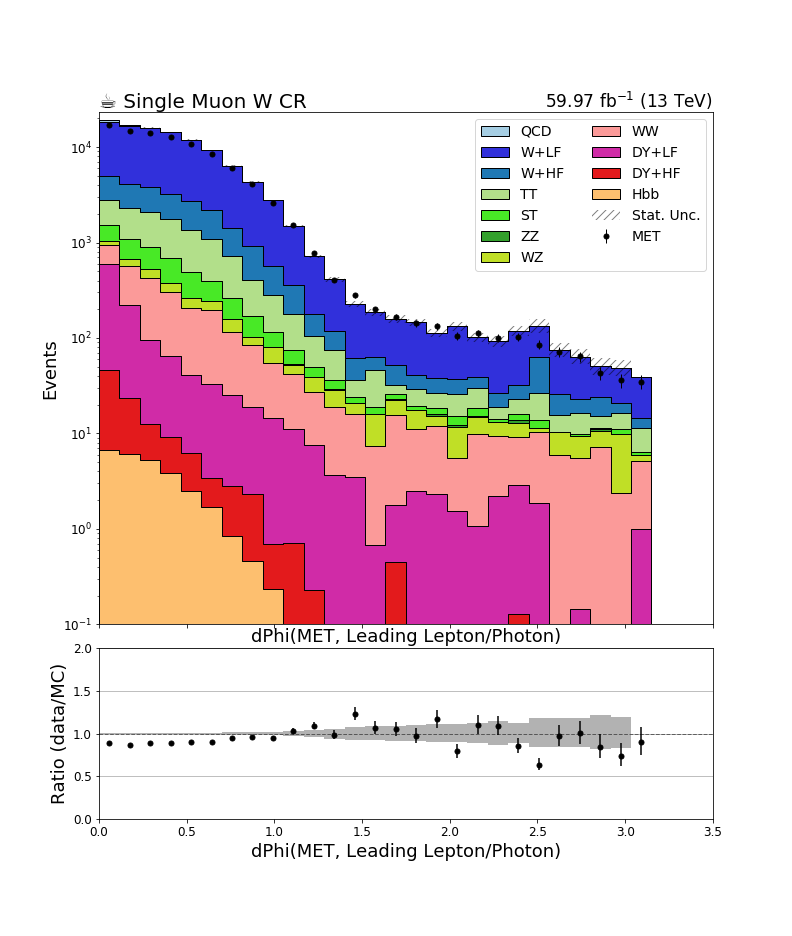 ☕ Single Muon W CR
59.97 fb⁻¹ (13 TeV)
QCD
W+LF
W+HF
TT
ST
ZZ
WZ
WW
DY+LF
DY+HF
Hbb
Stat. Unc.
MET
Events
10⁴
10³
10²
10¹
10⁰
10⁻¹
dPhi(MET, Leading Lepton/Photon)
Ratio (data/MC)
2.0
1.5
1.0
0.5
0.0
0.0 0.5 1.0 1.5 2.0 2.5 3.0 3.5
dPhi(MET, Leading Lepton/Photon)